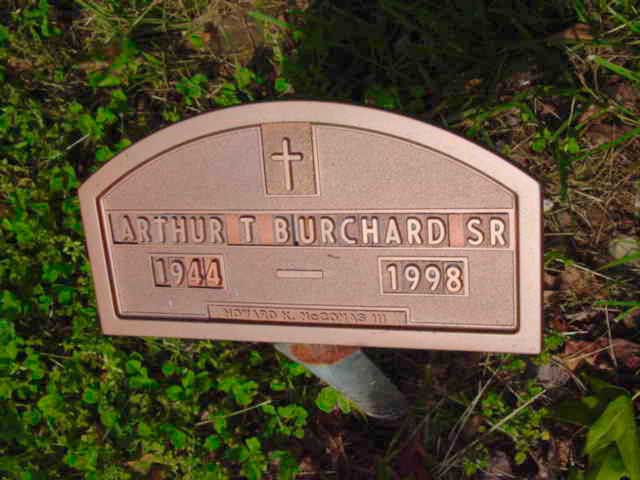 ARTHUR T BURCHARD SR
1944 — 1998
HOWARD K. McCOMAS III